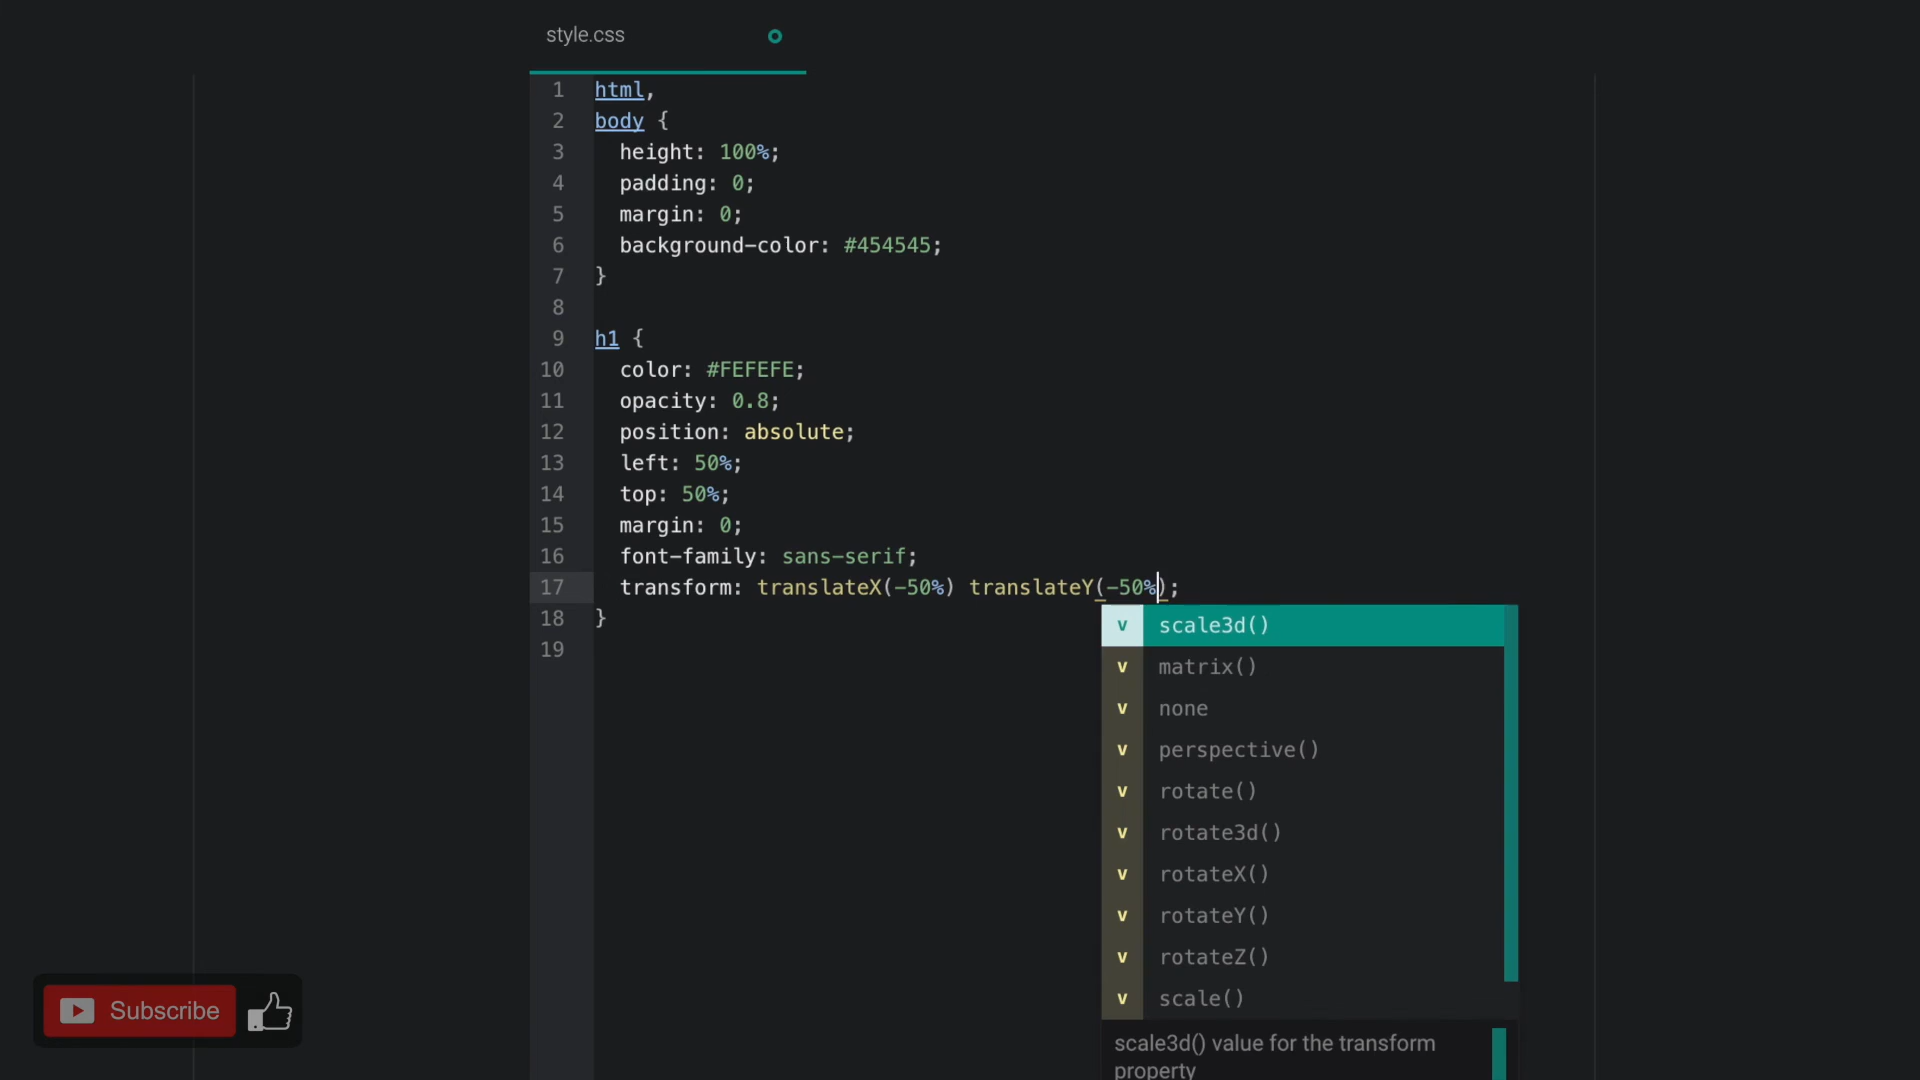 style.css
1 html,
2 body {
3 height: 100%;
4 padding: 0;
5 margin: 0;
6 background-color: #454545;
7 }
8
9 h1 {
10 color: #FEFEFE;
11 opacity: 0.8;
12 position: absolute;
13 left: 50%;
14 top: 50%;
15 margin: 0;
16 font-family: sans-serif;
17 transform: translateX(-50%) translateY(-50%);
18 }
19
v scale3d()
v matrix()
v none
v perspective()
v rotate()
v rotate3d()
v rotateX()
v rotateY()
v rotateZ()
v scale()
scale3d() value for the transform
property
Subscribe